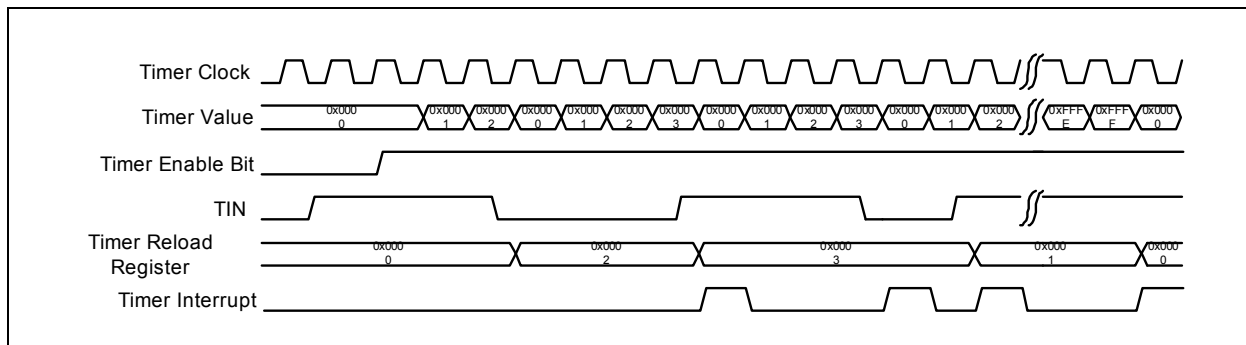 Timer Clock
Timer Value
0x000 0x000 0x000 0x000 0x000 0x000 0x000 0x000 0x000 0x000 0x000 0x000 0x000 0x000 0xFFF 0xFFF 0x000
0 1 2 0 1 2 3 0 1 2 3 0 1 2 E F 0
Timer Enable Bit
TIN
Timer Reload
Register
0x000 0x000 0x000 0x000 0x000
0 2 3 1 0
Timer Interrupt